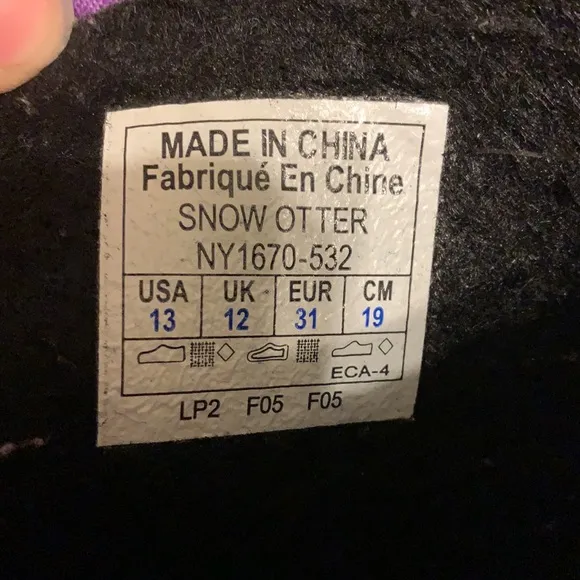 MADE IN CHINA
Fabriqué En Chine
SNOW OTTER
NY1670-532
USA UK EUR CM
13 12 31 19
ECA-4
LP2 F05 F05